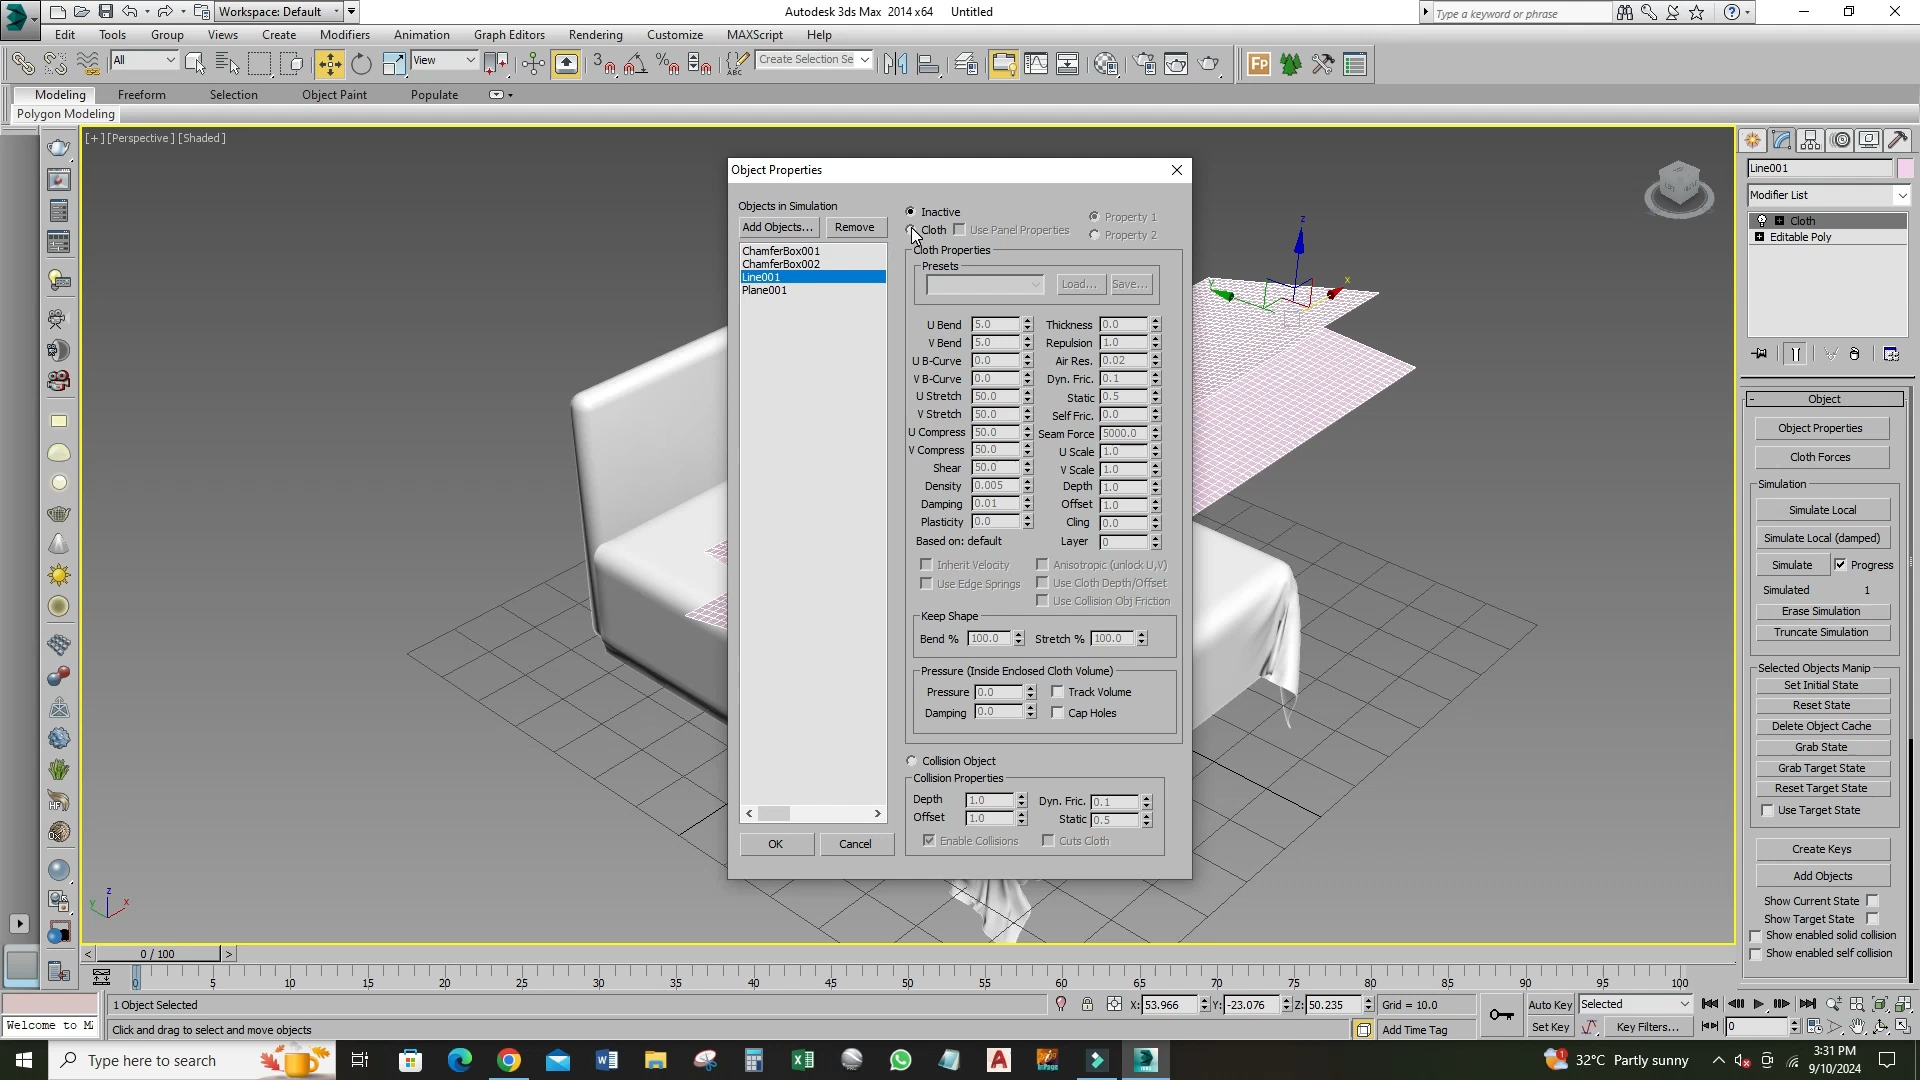 Workspace: Default
Autodesk 3ds Max  2014 x64    Untitled
Type a keyword or phrase
Edit Tools Group Views Create Modifiers Animation Graph Editors Rendering Customize MAXScript Help
All View Create Selection Se
Modeling Freeform Selection Object Paint Populate
Polygon Modeling
[+] [Perspective] [Shaded]
Object Properties
Objects in Simulation
Add Objects... Remove
ChamferBox001
ChamferBox002
Line001
Plane001
OK Cancel
Inactive
Cloth Use Panel Properties
Property 1
Property 2
Cloth Properties
Presets
Load... Save...
U Bend 5.0 Thickness 0.0
V Bend 5.0 Repulsion 1.0
U B-Curve 0.0 Air Res. 0.02
V B-Curve 0.0 Dyn. Fric. 0.1
U Stretch 50.0 Static 0.5
V Stretch 50.0 Self Fric. 0.0
U Compress 50.0 Seam Force 5000.0
V Compress 50.0 U Scale 1.0
Shear 50.0 V Scale 1.0
Density 0.005 Depth 1.0
Damping 0.01 Offset 1.0
Plasticity 0.0 Cling 0.0
Based on: default Layer 0
Inherit Velocity Anisotropic (unlock U,V)
Use Edge Springs Use Cloth Depth/Offset
Use Collision Obj Friction
Keep Shape
Bend % 100.0 Stretch % 100.0
Pressure (Inside Enclosed Cloth Volume)
Pressure 0.0 Track Volume
Damping 0.0 Cap Holes
Collision Object
Collision Properties
Depth 1.0 Dyn. Fric. 0.1
Offset 1.0 Static 0.5
Enable Collisions Cuts Cloth
z
x
y
z
y x
Line001
Modifier List
Cloth
Editable Poly
- Object
Object Properties
Cloth Forces
Simulation
Simulate Local
Simulate Local (damped)
Simulate Progress
Simulated 1
Erase Simulation
Truncate Simulation
Selected Objects Manip
Set Initial State
Reset State
Delete Object Cache
Grab State
Grab Target State
Reset Target State
Use Target State
Create Keys
Add Objects
Show Current State
Show Target State
Show enabled solid collision
Show enabled self collision
< 0 / 100 >
0 5 10 15 20 25 30 35 40 45 50 55 60 65 70 75 80 85 90 95 100
1 Object Selected X: 53.966 Y: -23.076 Z: 50.235 Grid = 10.0 Auto Key Selected
Welcome to M
Click and drag to select and move objects Add Time Tag Set Key Key Filters... 0
Type here to search
32°C Partly sunny
3:31 PM
9/10/2024